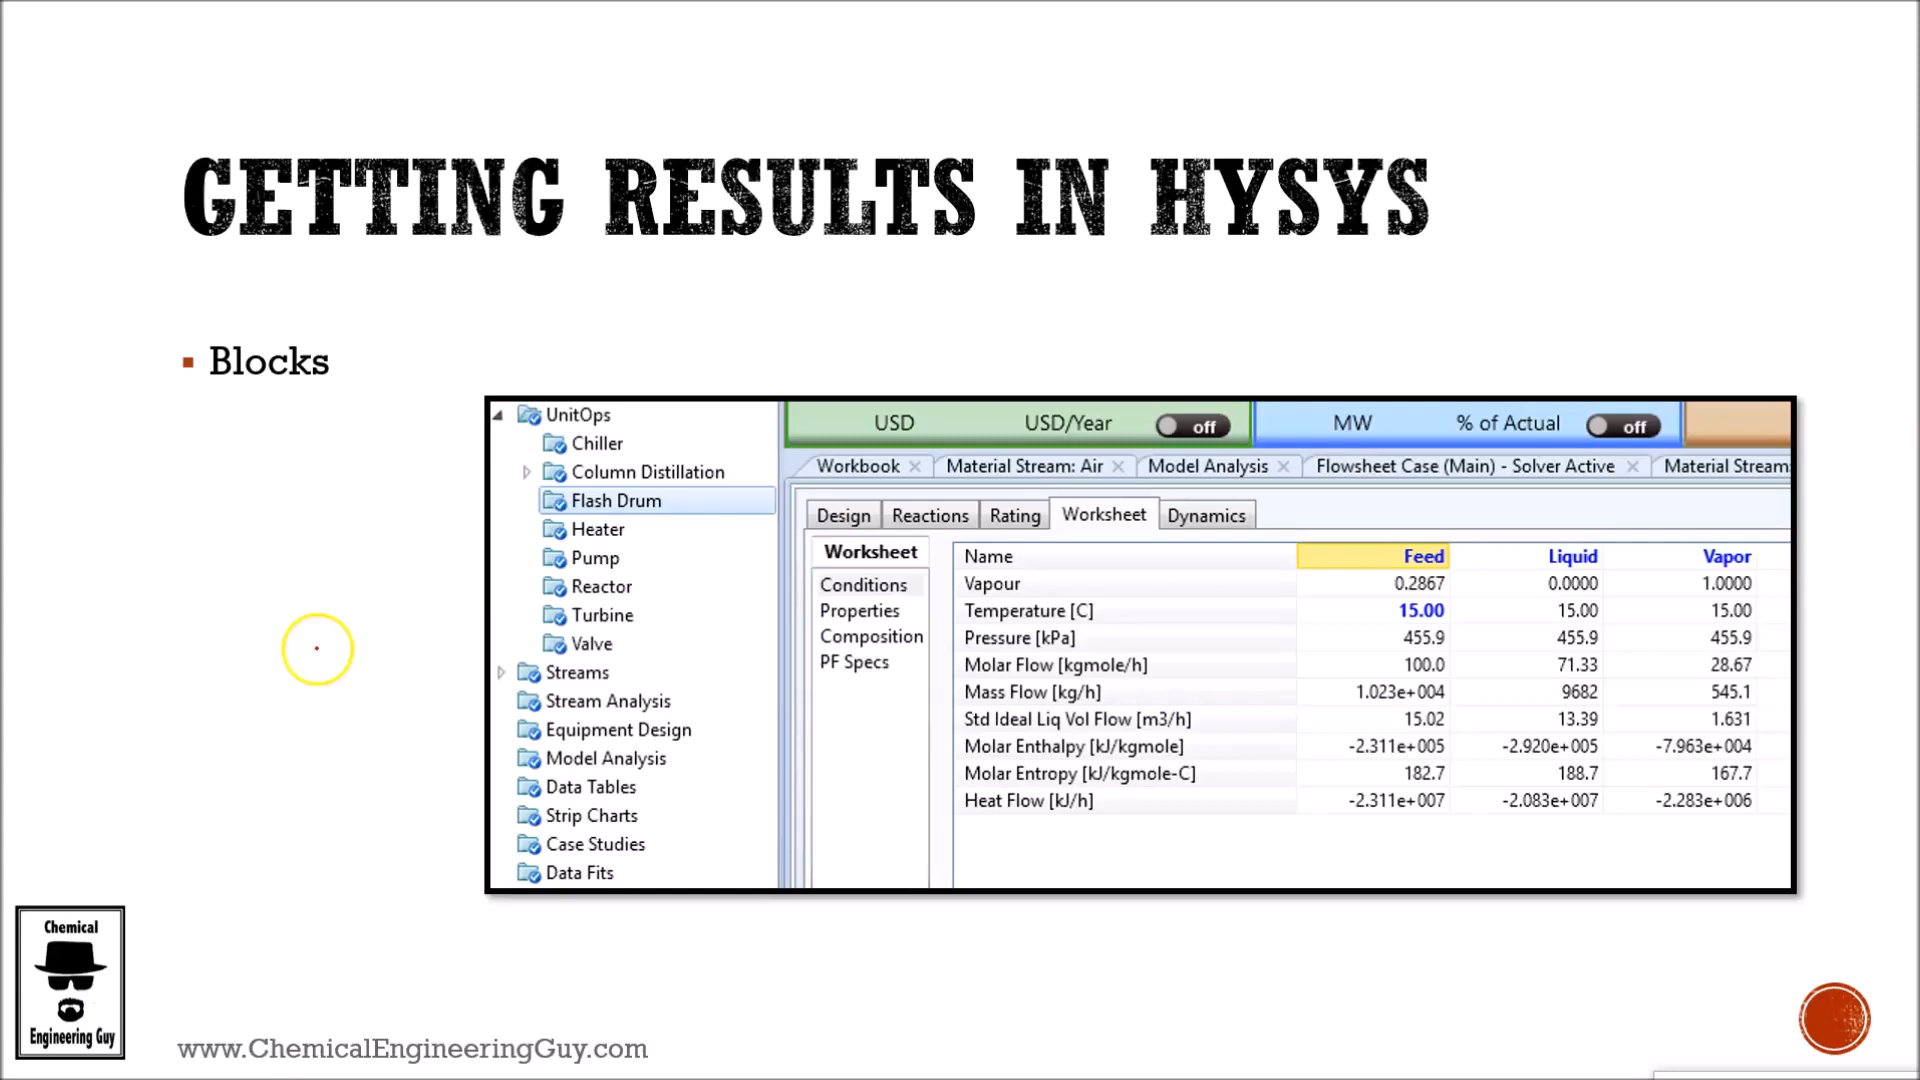 GETTING RESULTS IN HYSYS
Blocks
UnitOps
Chiller
Column Distillation
Flash Drum
Heater
Pump
Reactor
Turbine
Valve
Streams
Stream Analysis
Equipment Design
Model Analysis
Data Tables
Strip Charts
Case Studies
Data Fits
USD USD/Year off MW % of Actual off
Workbook Material Stream: Air Model Analysis Flowsheet Case (Main) - Solver Active Material Stream:
Design Reactions Rating Worksheet Dynamics
Worksheet
Conditions
Properties
Composition
PF Specs
Name Feed Liquid Vapor
Vapour 0.2867 0.0000 1.0000
Temperature [C] 15.00 15.00 15.00
Pressure [kPa] 455.9 455.9 455.9
Molar Flow [kgmole/h] 100.0 71.33 28.67
Mass Flow [kg/h] 1.023e+004 9682 545.1
Std Ideal Liq Vol Flow [m3/h] 15.02 13.39 1.631
Molar Enthalpy [kJ/kgmole] -2.311e+005 -2.920e+005 -7.963e+004
Molar Entropy [kJ/kgmole-C] 182.7 188.7 167.7
Heat Flow [kJ/h] -2.311e+007 -2.083e+007 -2.283e+006
Chemical
Engineering Guy
www.ChemicalEngineeringGuy.com